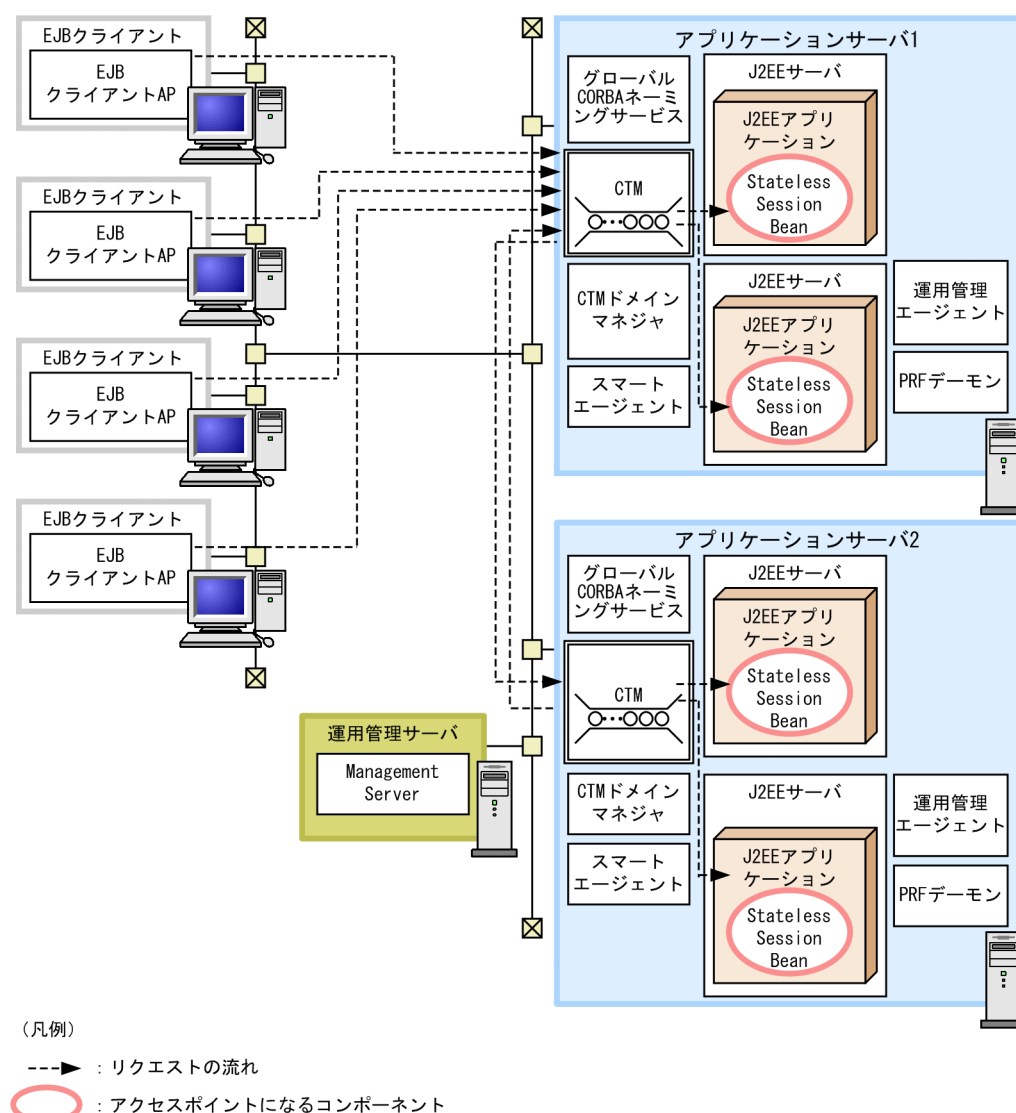 EJBクライアント
EJB
クライアントAP
EJBクライアント
EJB
クライアントAP
EJBクライアント
EJB
クライアントAP
EJBクライアント
EJB
クライアントAP
アプリケーションサーバ1
グローバル
CORBAネーミ
ングサービス
CTM
CTMドメイン
マネジャ
スマート
エージェント
J2EEサーバ
J2EEアプリ
ケーション
Stateless
Session
Bean
J2EEサーバ
J2EEアプリ
ケーション
Stateless
Session
Bean
運用管理
エージェント
PRFデーモン
アプリケーションサーバ2
グローバル
CORBAネーミ
ングサービス
CTM
CTMドメイン
マネジャ
スマート
エージェント
J2EEサーバ
J2EEアプリ
ケーション
Stateless
Session
Bean
J2EEサーバ
J2EEアプリ
ケーション
Stateless
Session
Bean
運用管理
エージェント
PRFデーモン
運用管理サーバ
Management
Server
（凡例）
：リクエストの流れ
：アクセスポイントになるコンポーネント